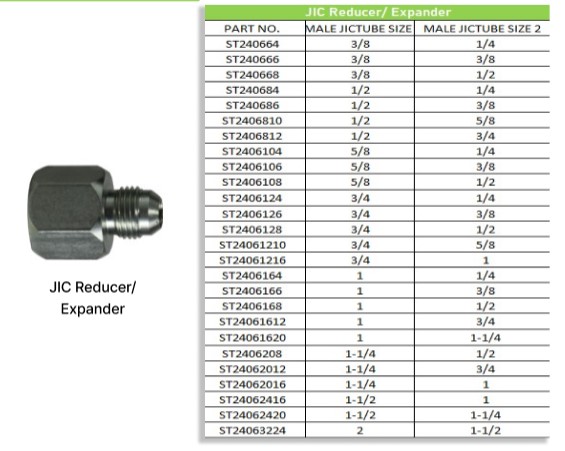 JIC Reducer/ Expander
PART NO. MALE JICTUBE SIZE MALE JICTUBE SIZE 2
ST240664 3/8 1/4
ST240666 3/8 3/8
ST240668 3/8 1/2
ST240684 1/2 1/4
ST240686 1/2 3/8
ST2406810 1/2 5/8
ST2406812 1/2 3/4
ST2406104 5/8 1/4
ST2406106 5/8 3/8
ST2406108 5/8 1/2
ST2406124 3/4 1/4
ST2406126 3/4 3/8
ST2406128 3/4 1/2
ST24061210 3/4 5/8
ST24061216 3/4 1
ST2406164 1 1/4
ST2406166 1 3/8
ST2406168 1 1/2
ST24061612 1 3/4
ST24061620 1 1-1/4
ST2406208 1-1/4 1/2
ST24062012 1-1/4 3/4
ST24062016 1-1/4 1
ST24062416 1-1/2 1
ST24062420 1-1/2 1-1/4
ST24063224 2 1-1/2
JIC Reducer/
Expander